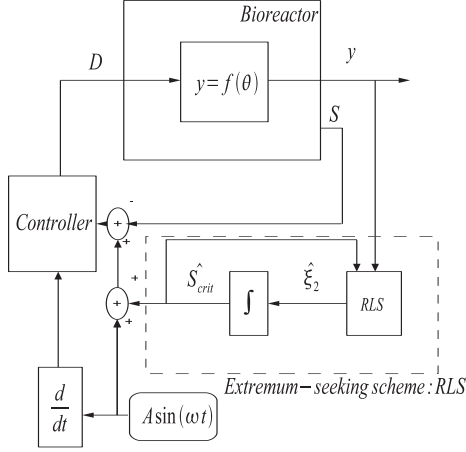 Bioreactor
D
y = f(θ)
y
S
Controller
-
+
+
+
+
+
Ŝcrit
∫
ξ̂2
RLS
Extremum–seeking scheme : RLS
d
dt
A sin(ωt)